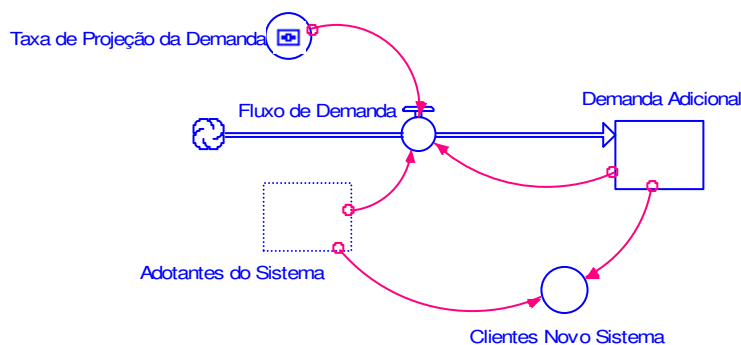 Taxa de Projeção da Demanda
Fluxo de Demanda
Demanda Adicional
Adotantes do Sistema
Clientes Novo Sistema